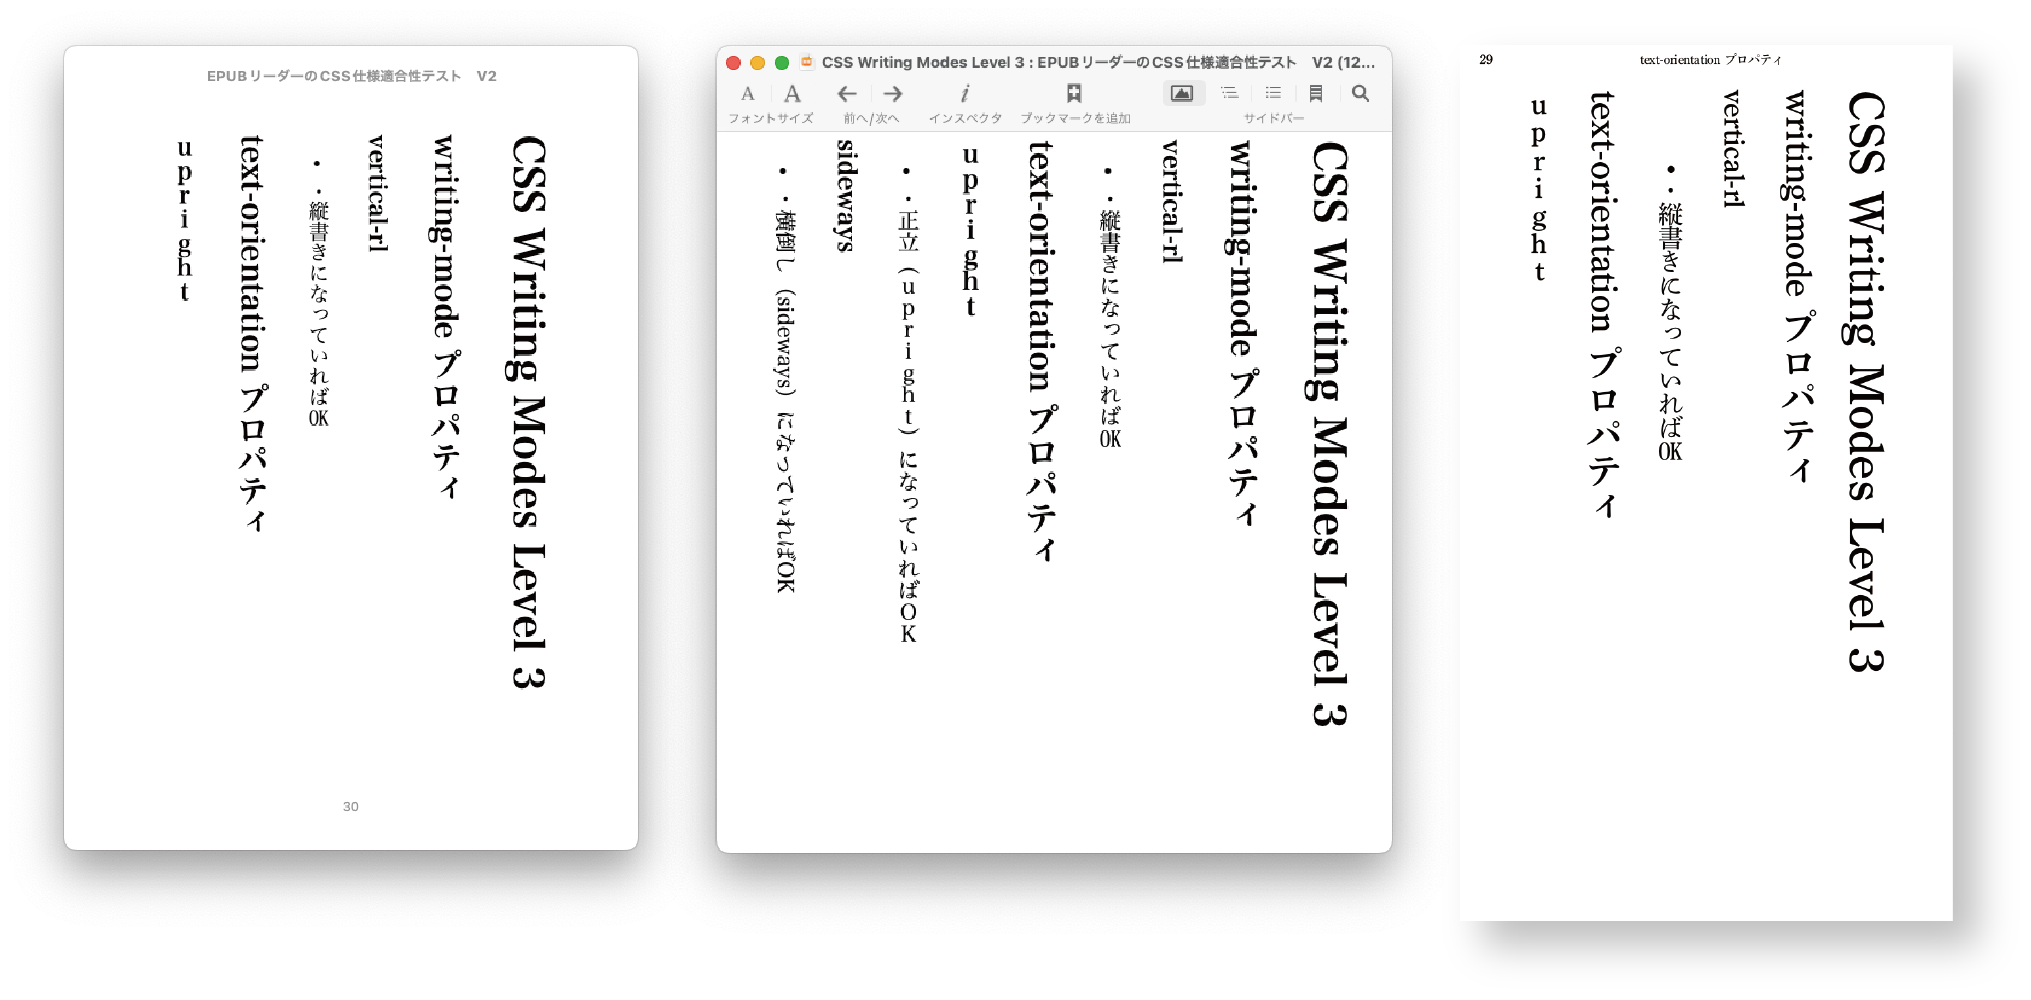 EPUBリーダーのCSS仕様適合性テスト　V2
CSS Writing Modes Level 3
writing-mode プロパティ
vertical-rl
• ・縦書きになっていればOK
text-orientation プロパティ
upright
30
CSS Writing Modes Level 3 : EPUBリーダーのCSS仕様適合性テスト　V2 (12...
フォントサイズ
前へ/次へ
インスペクタ
ブックマークを追加
サイドバー
CSS Writing Modes Level 3
writing-mode プロパティ
vertical-rl
• ・縦書きになっていればOK
text-orientation プロパティ
upright
• ・正立（upright）になっていればOK
sideways
• ・横倒し（sideways）になっていればOK
29
text-orientation プロパティ
CSS Writing Modes Level 3
writing-mode プロパティ
vertical-rl
• ・縦書きになっていればOK
text-orientation プロパティ
upright